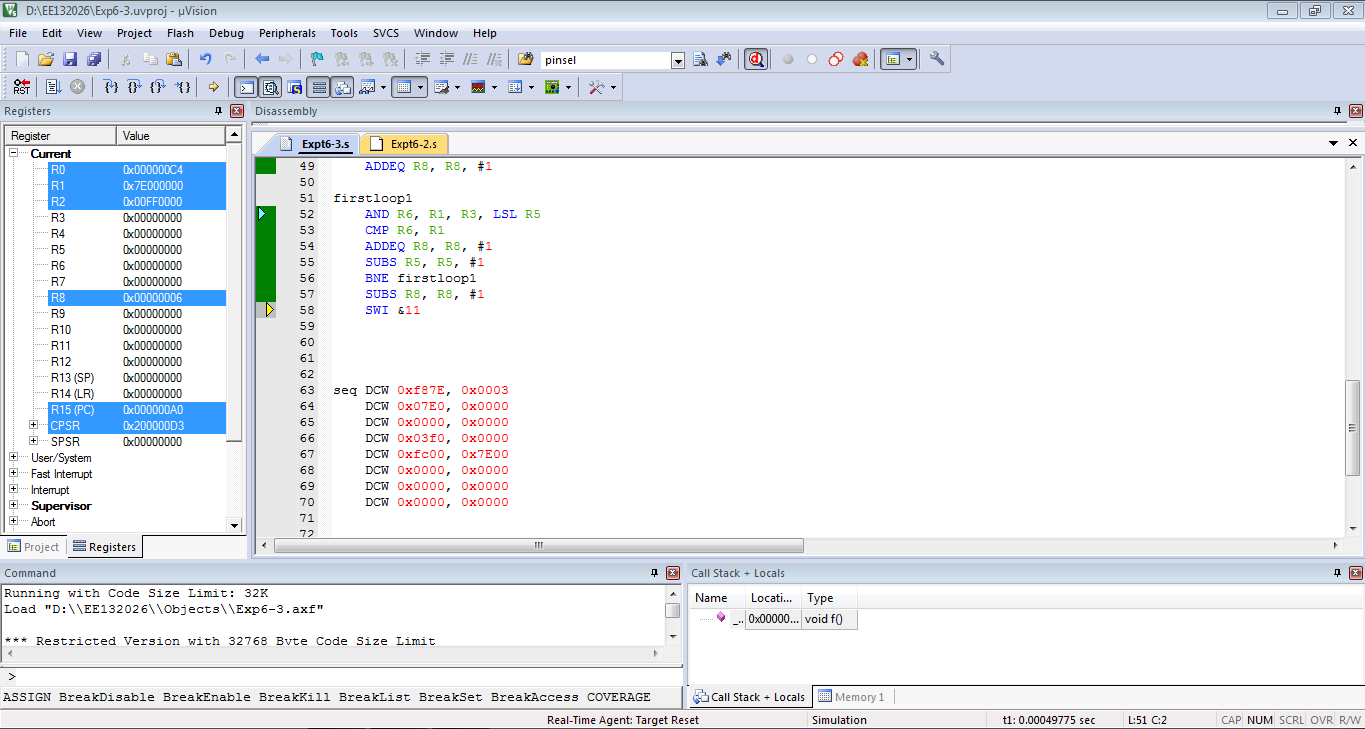 D:\EE132026\Exp6-3.uvproj - µVision
File Edit View Project Flash Debug Peripherals Tools SVCS Window Help
pinsel
RST
Registers
Register Value
Current
R0 0x000000C4
R1 0x7E000000
R2 0x00FF0000
R3 0x00000000
R4 0x00000000
R5 0x00000000
R6 0x00000000
R7 0x00000000
R8 0x00000006
R9 0x00000000
R10 0x00000000
R11 0x00000000
R12 0x00000000
R13 (SP) 0x00000000
R14 (LR) 0x00000000
R15 (PC) 0x000000A0
CPSR 0x200000D3
SPSR 0x00000000
User/System
Fast Interrupt
Interrupt
Supervisor
Abort
Project Registers
Disassembly
Expt6-3.s Expt6-2.s
49 ADDEQ R8, R8, #1
50
51 firstloop1
52 AND R6, R1, R3, LSL R5
53 CMP R6, R1
54 ADDEQ R8, R8, #1
55 SUBS R5, R5, #1
56 BNE firstloop1
57 SUBS R8, R8, #1
58 SWI &11
59
60
61
62
63 seq DCW 0xf87E, 0x0003
64 DCW 0x07E0, 0x0000
65 DCW 0x0000, 0x0000
66 DCW 0x03f0, 0x0000
67 DCW 0xfc00, 0x7E00
68 DCW 0x0000, 0x0000
69 DCW 0x0000, 0x0000
70 DCW 0x0000, 0x0000
71
72
Command
Running with Code Size Limit: 32K
Load "D:\\EE132026\\Objects\\Exp6-3.axf"
*** Restricted Version with 32768 Byte Code Size Limit
>
ASSIGN BreakDisable BreakEnable BreakKill BreakList BreakSet BreakAccess COVERAGE
Call Stack + Locals
Name Locati... Type
_... 0x00000... void f()
Call Stack + Locals Memory 1
Real-Time Agent: Target Reset Simulation t1: 0.00049775 sec L:51 C:2 CAP NUM SCRL OVR R/W